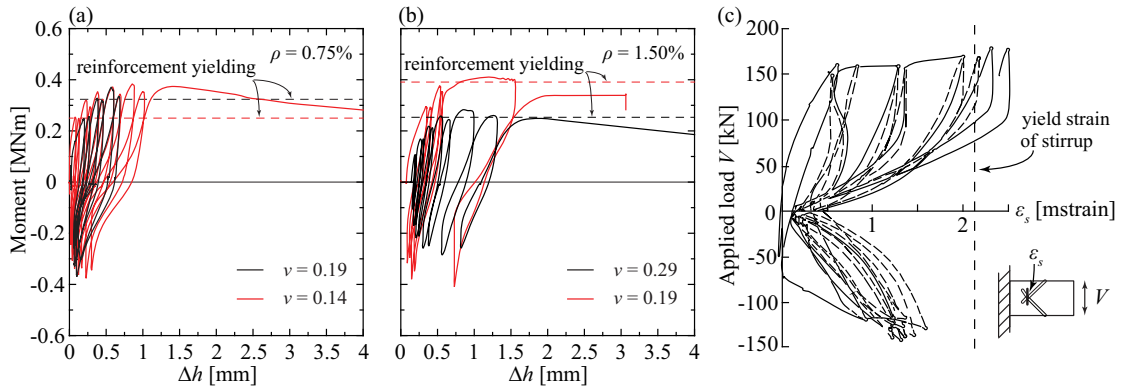 (a)
ρ = 0.75%
reinforcement yielding
Moment [MNm]
0.6
0.4
0.2
0
-0.2
-0.4
-0.6
ν = 0.19
ν = 0.14
0 0.5 1 1.5 2 2.5 3 3.5 4
Δh [mm]
(b)
ρ = 1.50%
reinforcement yielding
ν = 0.29
ν = 0.19
0 0.5 1 1.5 2 2.5 3 3.5 4
Δh [mm]
(c)
Applied load V [kN]
200
150
100
50
0
-50
-100
-150
yield strain
of stirrup
1 2
εs [mstrain]
εs
V